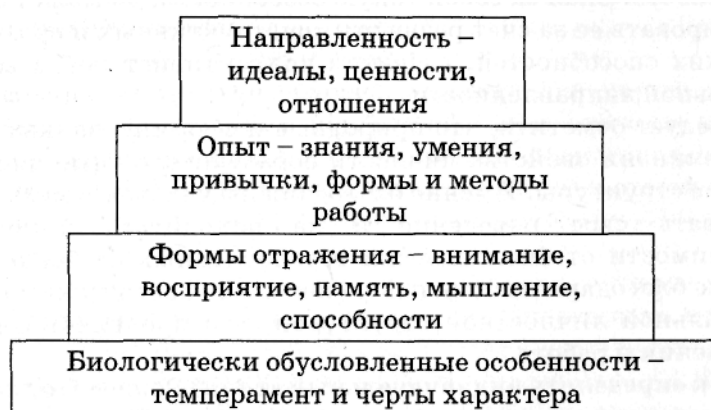 Направленность –
идеалы, ценности,
отношения
Опыт – знания, умения,
привычки, формы и методы
работы
Формы отражения – внимание,
восприятие, память, мышление,
способности
Биологически обусловленные особенности –
темперамент и черты характера